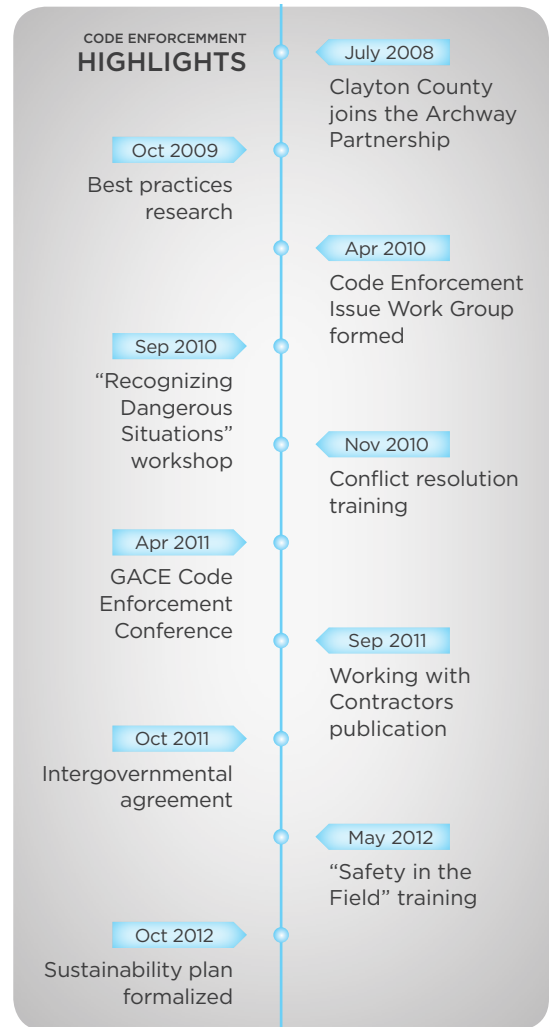 CODE ENFORCEMMENT
HIGHLIGHTS
July 2008
Clayton County
joins the Archway
Partnership
Oct 2009
Best practices
research
Apr 2010
Code Enforcement
Issue Work Group
formed
Sep 2010
“Recognizing
Dangerous
Situations”
workshop
Nov 2010
Conflict resolution
training
Apr 2011
GACE Code
Enforcement
Conference
Sep 2011
Working with
Contractors
publication
Oct 2011
Intergovernmental
agreement
May 2012
“Safety in the
Field” training
Oct 2012
Sustainability plan
formalized